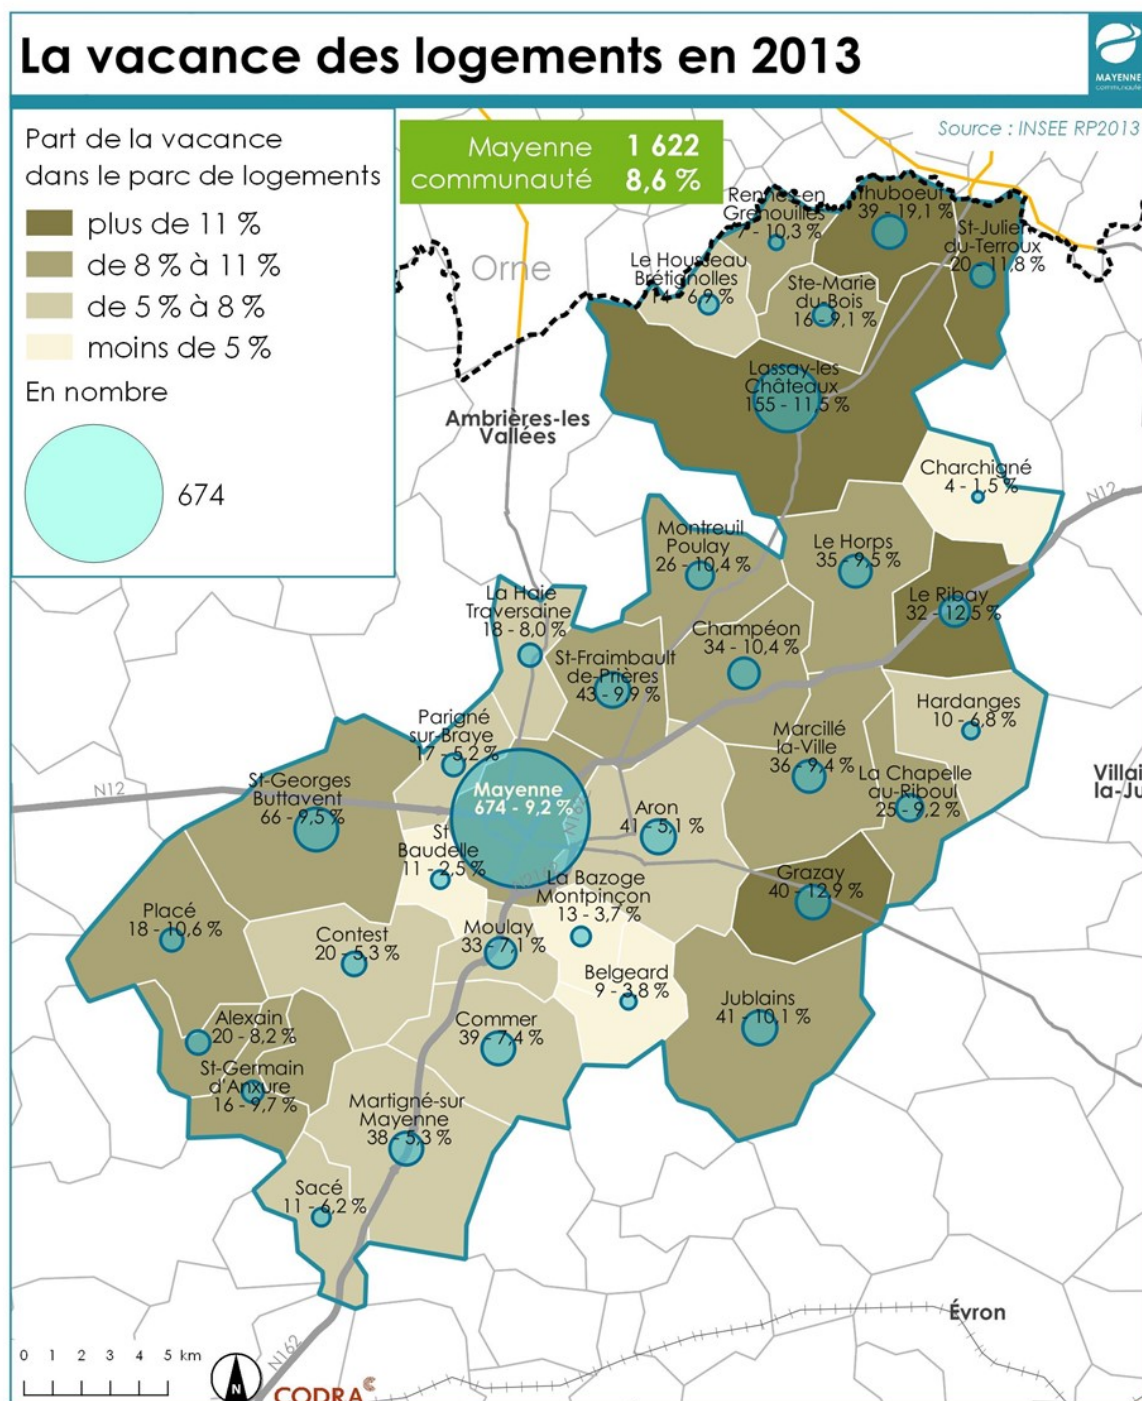 La vacance des logements en 2013
MAYENNE
communauté
Part de la vacance
dans le parc de logements
plus de 11 %
de 8 % à 11 %
de 5 % à 8 %
moins de 5 %
En nombre
674
Mayenne 1 622
communauté 8,6 %
Source : INSEE RP2013
Orne
Rennes-en
Grenouilles
7 - 10,3 %
Thuboeuf
39 - 19,1 %
St-Julien
du-Terroux
20 - 11,8 %
Le Housseau
Brétignolles
14 - 6,9 %
Ste-Marie
du-Bois
16 - 9,1 %
Lassay-les
Châteaux
155 - 11,5 %
Ambrières-les
Vallées
Charchigné
4 - 1,5 %
N12
Montreuil
Poulay
26 - 10,4 %
Le Horps
35 - 9,5 %
Le Ribay
32 - 12,5 %
La Haie
Traversaine
18 - 8,0 %
Champéon
34 - 10,4 %
St-Fraimbault
de-Prières
43 - 9,9 %
Hardanges
10 - 6,8 %
Parigné
sur-Braye
17 - 5,2 %
Marcillé
la-Ville
36 - 9,4 %
La Chapelle
au-Riboul
25 - 9,2 %
Villai
la-Ju
N12
St-Georges
Buttavent
66 - 9,5 %
Mayenne
674 - 9,2 %
Aron
41 - 5,1 %
St
Baudelle
11 - 2,5 %
La Bazoge
Montpinçon
13 - 3,7 %
Grazay
40 - 12,9 %
Placé
18 - 10,6 %
Contest
20 - 5,3 %
Moulay
33 - 7,1 %
Belgeard
9 - 3,8 %
Jublains
41 - 10,1 %
Alexain
20 - 8,2 %
Commer
39 - 7,4 %
St-Germain
d'Anxure
16 - 9,7 %
Martigné-sur
Mayenne
38 - 5,3 %
Sacé
11 - 6,2 %
Évron
N162
0 1 2 3 4 5 km
N
CODRA